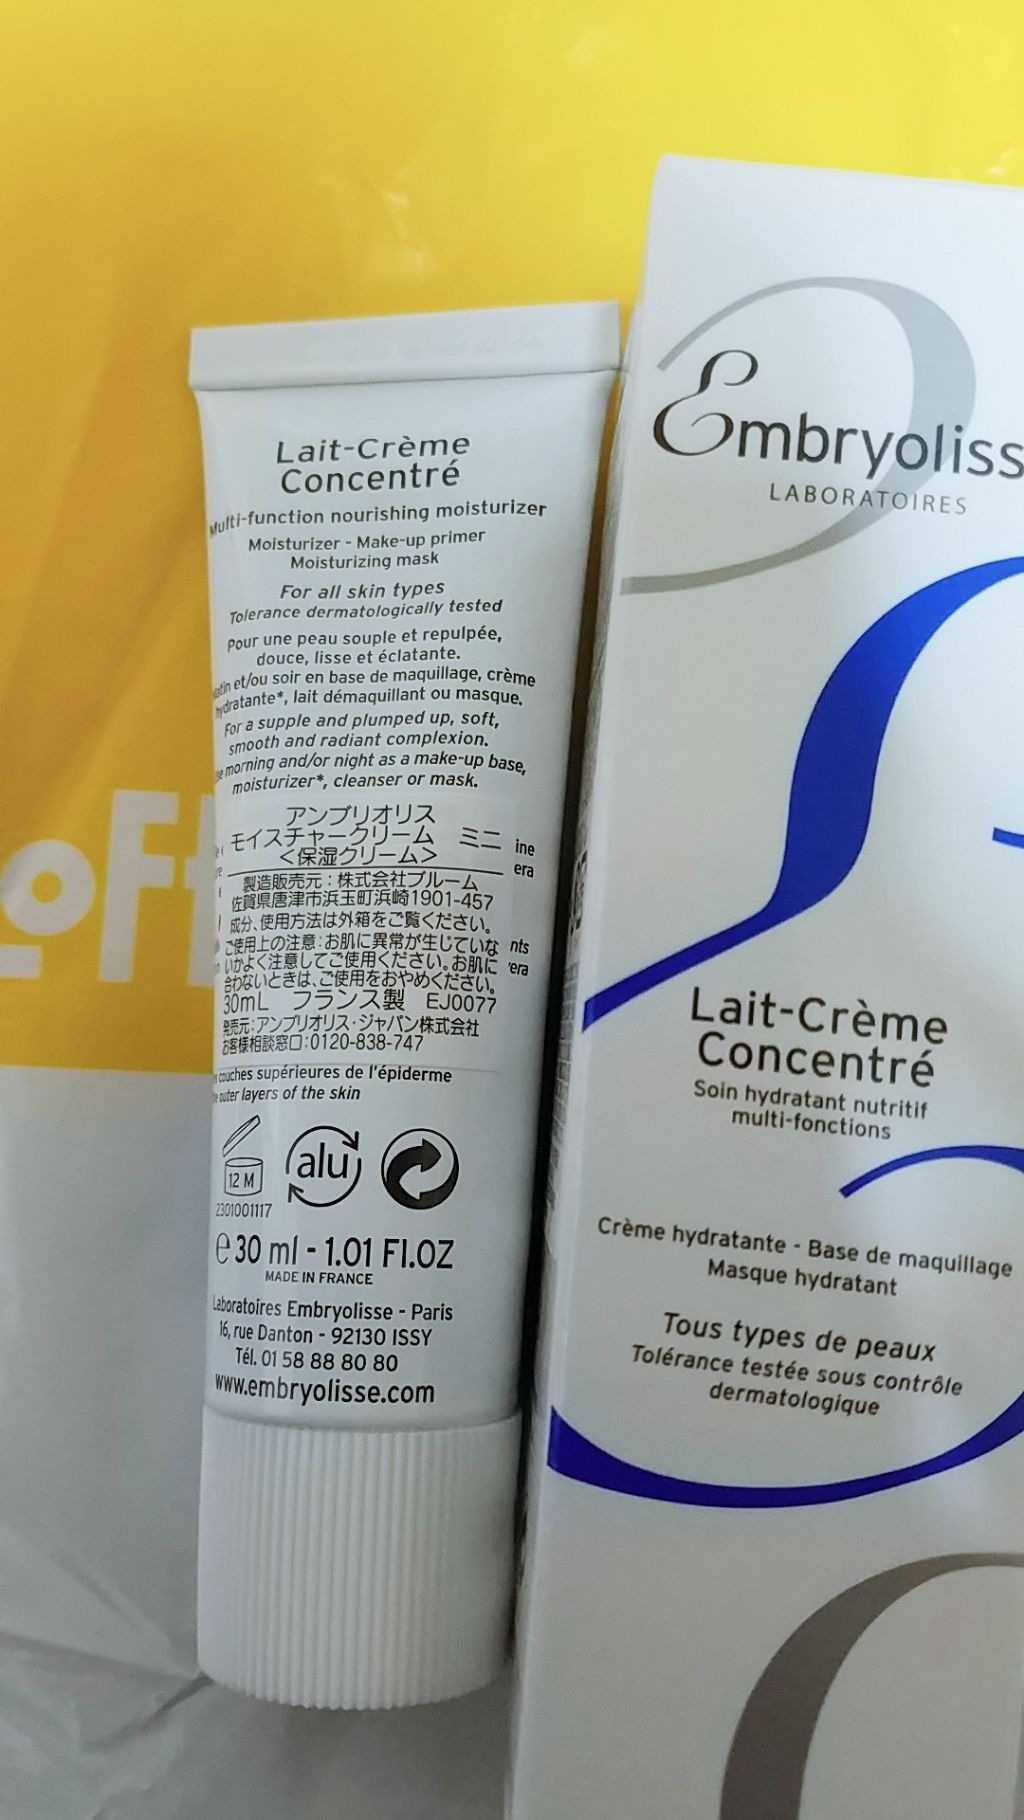 Lait-Crème
Concentré
Multi-function nourishing moisturizer
Moisturizer - Make-up primer
Moisturizing mask
For all skin types
Tolerance dermatologically tested
Pour une peau souple et repulpée,
douce, lisse et éclatante.
et/ou soir en base de maquillage, crème
hydratante*, lait démaquillant ou masque.
For a supple and plumped up, soft,
smooth and radiant complexion.
morning and/or night as a make-up base,
moisturizer*, cleanser or mask.
アンブリオリス
モイスチャークリーム ミニ
<保湿クリーム>
製造販売元：株式会社ブルーム
佐賀県唐津市浜玉町浜崎1901-457
成分、使用方法は外箱をご覧ください。
ご使用上の注意：お肌に異常が生じていな
いかよく注意してご使用ください。お肌に
合わないときは、ご使用をおやめください。
30mL フランス製 EJ0077
発売元：アンブリオリス・ジャパン株式会社
お客様相談窓口：0120-838-747
couches supérieures de l'épiderme
outer layers of the skin
12 M
alu
2301001117
e 30 ml - 1.01 Fl.OZ
MADE IN FRANCE
Laboratoires Embryolisse - Paris
16, rue Danton - 92130 ISSY
Tél. 01 58 88 80 80
www.embryolisse.com
Embryoliss
LABORATOIRES
Lait-Crème
Concentré
Soin hydratant nutritif
multi-fonctions
Crème hydratante - Base de maquillage
Masque hydratant
Tous types de peaux
Tolérance testée sous contrôle
dermatologique